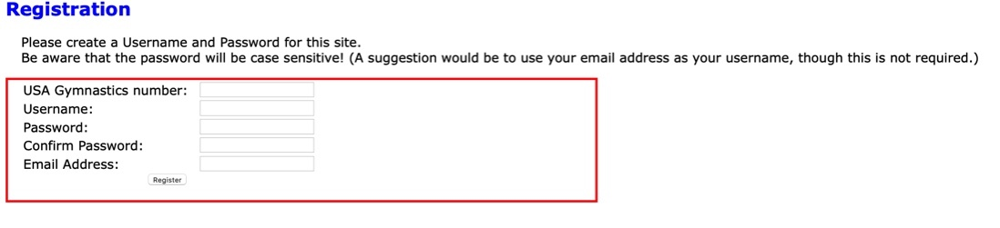 Registration
Please create a Username and Password for this site.
Be aware that the password will be case sensitive! (A suggestion would be to use your email address as your username, though this is not required.)
USA Gymnastics number:
Username:
Password:
Confirm Password:
Email Address:
Register